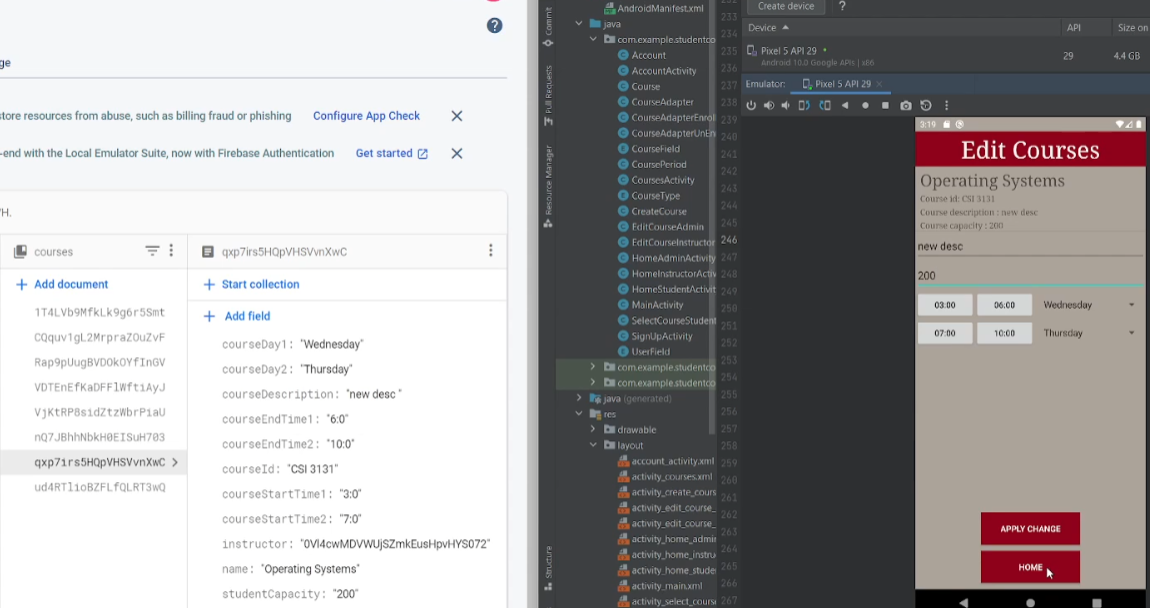 ge
tore resources from abuse, such as billing fraud or phishing Configure App Check
-end with the Local Emulator Suite, now with Firebase Authentication Get started
/H.
courses
Add document
1T4LVb9MfkLk9g6r5Smt
CQquv1gL2MrpraZOuZvF
Rap9pUugBVDOkOYfInGV
VDTEnEfKaDFFlWftiAyJ
VjKtRP8sidZtzWbrPiaU
nQ7JBhhNbkH0EISuH703
qxp7irs5HQpVHSVvnXwC
ud4RTlioBZFLfQLRT3wQ
qxp7irs5HQpVHSVvnXwC
Start collection
Add field
courseDay1: "Wednesday"
courseDay2: "Thursday"
courseDescription: "new desc "
courseEndTime1: "6:0"
courseEndTime2: "10:0"
courseId: "CSI 3131"
courseStartTime1: "3:0"
courseStartTime2: "7:0"
instructor: "0VI4cwMDVWUjSZmkEusHpvHYS072"
name: "Operating Systems"
studentCapacity: "200"
Commit
Pull Requests
Resource Manager
Structure
AndroidManifest.xml
java
com.example.studentco
Account
AccountActivity
Course
CourseAdapter
CourseAdapterEnrol
CourseAdapterUnEn
CourseField
CoursePeriod
CoursesActivity
CourseType
CreateCourse
EditCourseAdmin
EditCourseInstructor
HomeAdminActivity
HomeInstructorActiv
HomeStudentActivit
MainActivity
SelectCourseStudent
SignUpActivity
UserField
com.example.studentco
com.example.studentco
java (generated)
res
drawable
layout
account_activity.xml
activity_courses.xml
activity_create_cours
activity_edit_course_
activity_edit_course_
activity_home_admi
activity_home_instru
activity_home_stude
activity_main.xml
activity_select_course
233
234
235
236
237
238
239
240
241
242
243
244
245
246
247
248
249
250
251
252
253
254
255
256
257
258
259
260
261
262
263
264
265
266
267
Create device ?
Device API Size on
Pixel 5 API 29 29 4.4 GB
Android 10.0 Google APIs | x86
Emulator: Pixel 5 API 29
3:19
Edit Courses
Operating Systems
Course id: CSI 3131
Course description : new desc
Course capacity : 200
new desc
200
03:00 06:00 Wednesday
07:00 10:00 Thursday
APPLY CHANGE
HOME